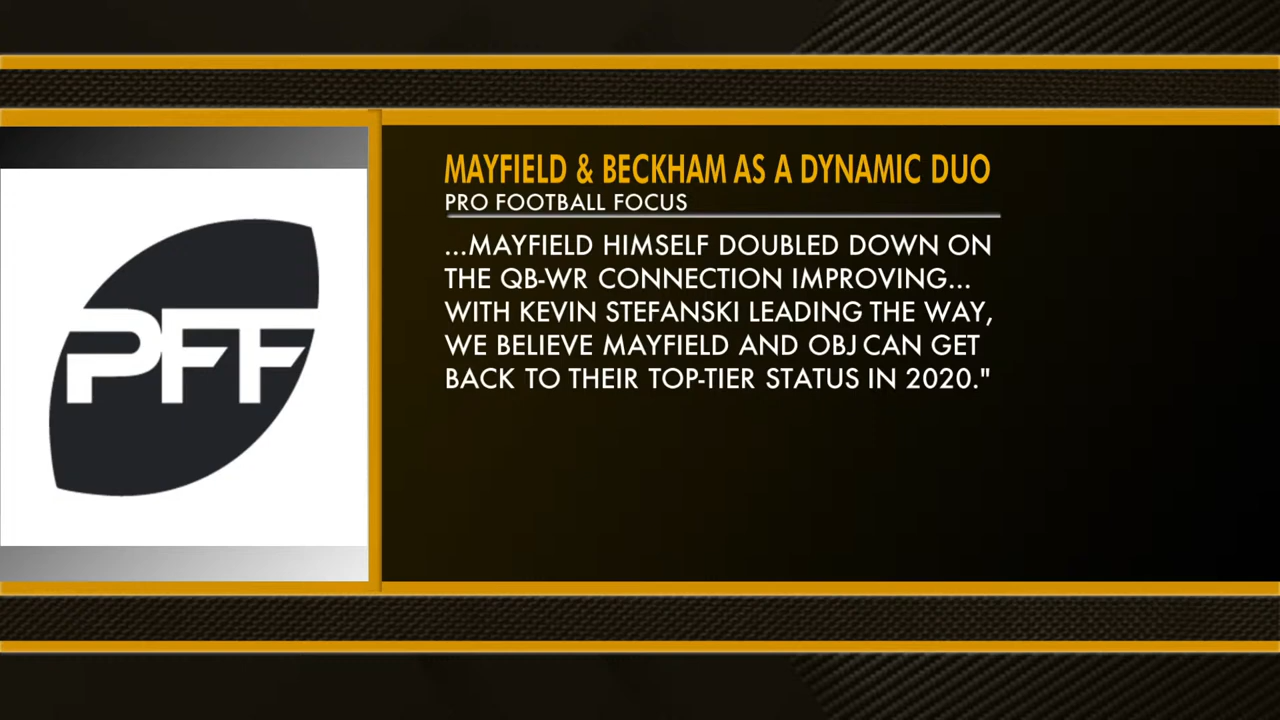 PFF
MAYFIELD & BECKHAM AS A DYNAMIC DUO
PRO FOOTBALL FOCUS
...MAYFIELD HIMSELF DOUBLED DOWN ON
THE QB-WR CONNECTION IMPROVING...
WITH KEVIN STEFANSKI LEADING THE WAY,
WE BELIEVE MAYFIELD AND OBJ CAN GET
BACK TO THEIR TOP-TIER STATUS IN 2020."